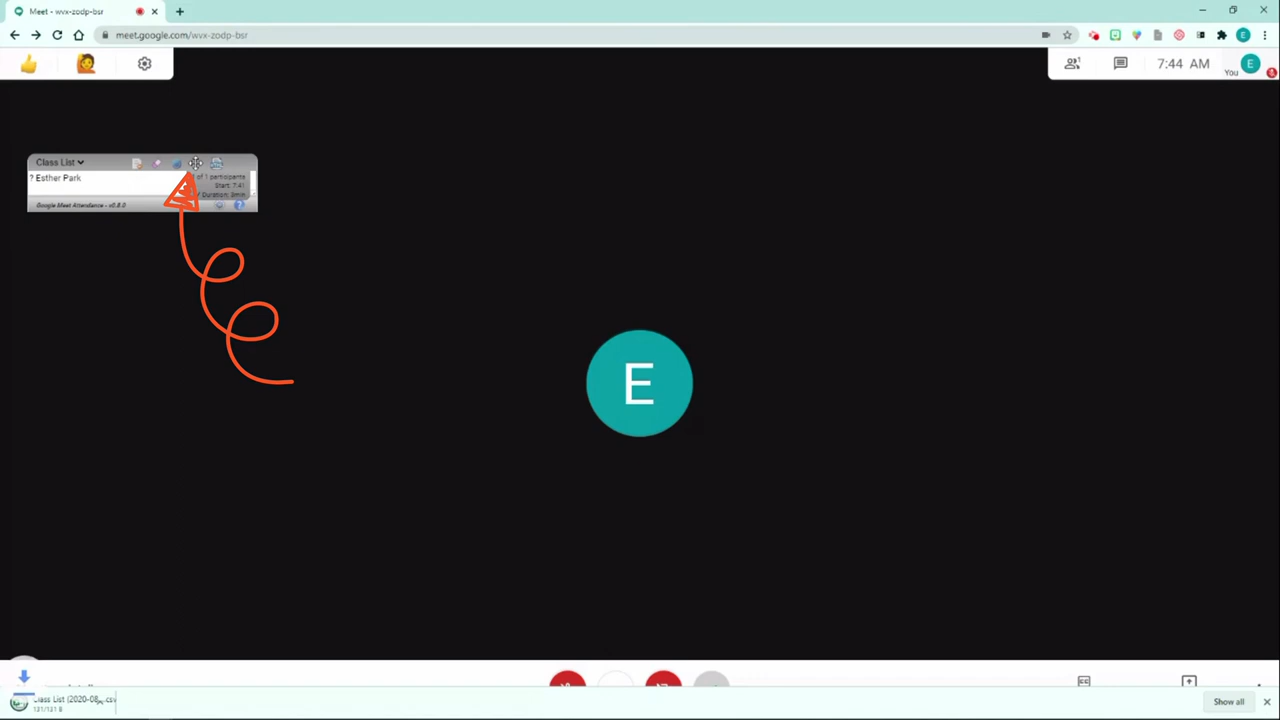 Meet - wvx-zodp-bsr
meet.google.com/wvx-zodp-bsr
7:44 AM
You
E
Class List
? Esther Park
of 1 participants
Start: 7:41
Duration: 3min
Google Meet Attendance - v0.8.0
E
Class List (2020-08
.csv
131/131 B
Show all